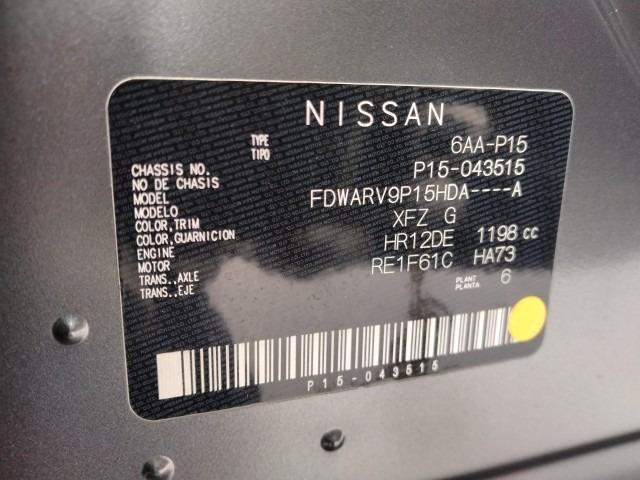 NISSAN
TYPE 6AA-P15
TIPO
CHASSIS NO. P15-043515
NO DE CHASSIS
MODEL FDWARV9P15HDA----A
MODELO
COLOR,TRIM XFZ G
COLOR,GUARNICION
ENGINE HR12DE 1198 cc
MOTOR
TRANS.,AXLE RE1F61C HA73
TRANS.,EJE
PLANT 6
PLANTA
P15-043515